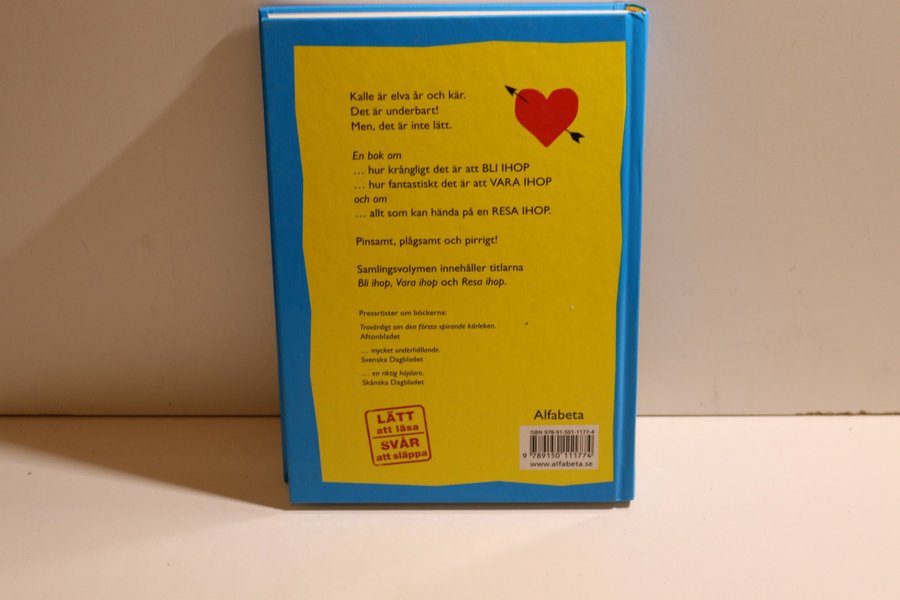 Kalle är elva år och kär.
Det är underbart!
Men, det är inte lätt.
En bok om
... hur krångligt det är att BLI IHOP
... hur fantastiskt det är att VARA IHOP
och om
... allt som kan hända på en RESA IHOP.
Pinsamt, plågsamt och pirrigt!
Samlingsvolymen innehåller titlarna
Bli ihop, Vara ihop och Resa ihop.
Pressröster om böckerna:
Trovärdigt om den första spirande kärleken.
Aftonbladet
... mycket underhållande.
Svenska Dagbladet
... en riktig höjdare.
Skånska Dagbladet
LÄTT
att läsa
SVÅR
att släppa
Alfabeta
ISBN 978-91-501-1177-4
9 789150 111774
www.alfabeta.se